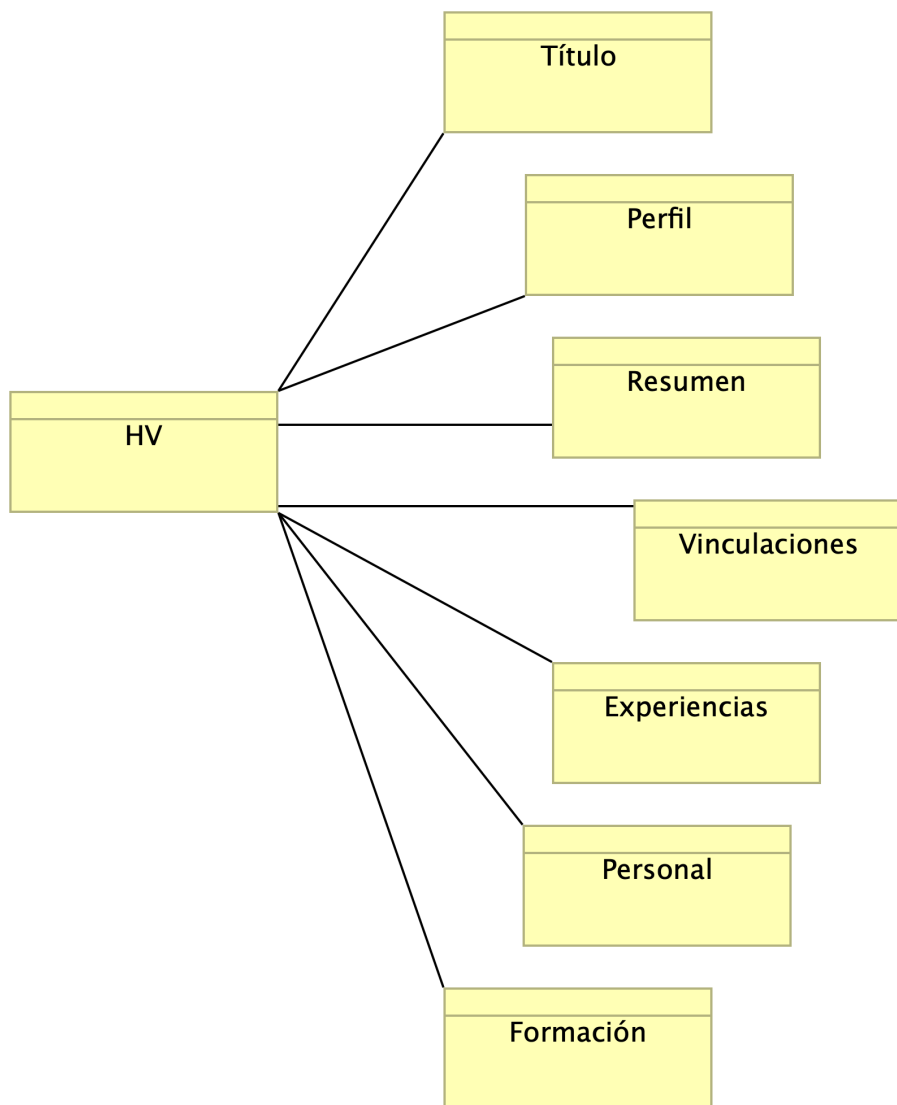 Título
Perfil
Resumen
HV
Vinculaciones
Experiencias
Personal
Formación